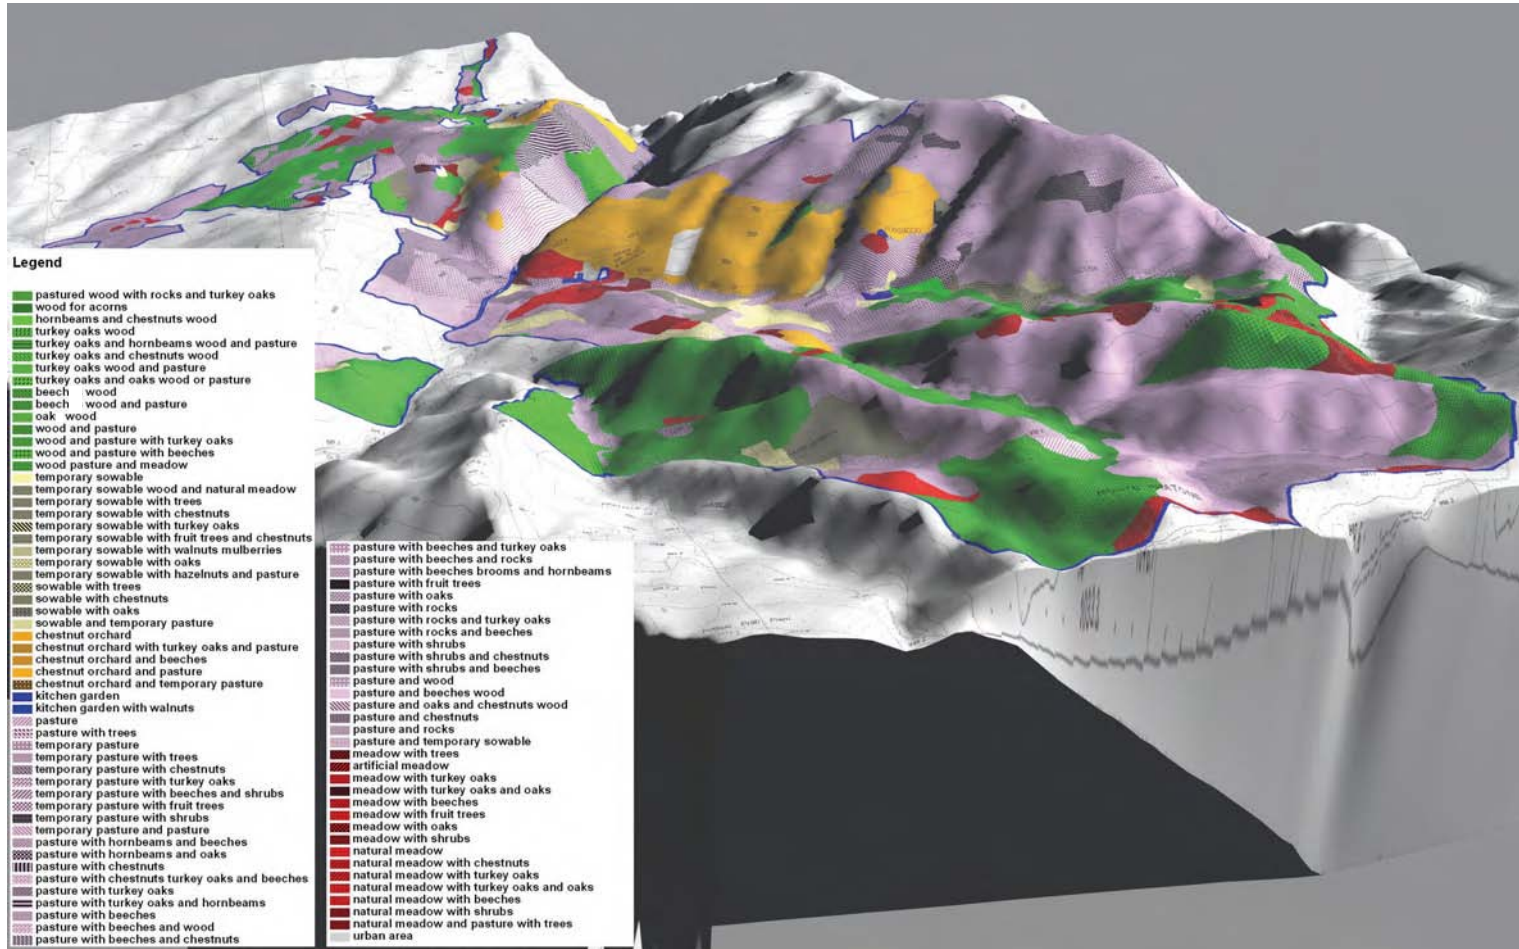 Legend
pastured wood with rocks and turkey oaks
wood for acorns
hornbeams and chestnuts wood
turkey oaks wood
turkey oaks and hornbeams wood and pasture
turkey oaks and chestnuts wood
turkey oaks wood and pasture
turkey oaks and oaks wood or pasture
beech wood
beech wood and pasture
oak wood
wood and pasture
wood and pasture with turkey oaks
wood and pasture with beeches
wood pasture and meadow
temporary sowable
temporary sowable wood and natural meadow
temporary sowable with trees
temporary sowable with chestnuts
temporary sowable with turkey oaks
temporary sowable with fruit trees and chestnuts
temporary sowable with walnuts mulberries
temporary sowable with oaks
temporary sowable with hazelnuts and pasture
sowable with trees
sowable with chestnuts
sowable with oaks
sowable and temporary pasture
chestnut orchard
chestnut orchard with turkey oaks and pasture
chestnut orchard and beeches
chestnut orchard and pasture
chestnut orchard and temporary pasture
kitchen garden
kitchen garden with walnuts
pasture
pasture with trees
temporary pasture
temporary pasture with trees
temporary pasture with chestnuts
temporary pasture with turkey oaks
temporary pasture with beeches and shrubs
temporary pasture with fruit trees
temporary pasture with shrubs
temporary pasture and pasture
pasture with hornbeams and beeches
pasture with hornbeams and oaks
pasture with chestnuts
pasture with chestnuts turkey oaks and beeches
pasture with turkey oaks
pasture with turkey oaks and hornbeams
pasture with beeches
pasture with beeches and wood
pasture with beeches and chestnuts
pasture with beeches and turkey oaks
pasture with beeches and rocks
pasture with beeches brooms and hornbeams
pasture with fruit trees
pasture with oaks
pasture with rocks
pasture with rocks and turkey oaks
pasture with rocks and beeches
pasture with shrubs
pasture with shrubs and chestnuts
pasture with shrubs and beeches
pasture and wood
pasture and beeches wood
pasture and oaks and chestnuts wood
pasture and chestnuts
pasture and rocks
pasture and temporary sowable
meadow with trees
artificial meadow
meadow with turkey oaks
meadow with turkey oaks and oaks
meadow with beeches
meadow with fruit trees
meadow with oaks
meadow with shrubs
natural meadow
natural meadow with chestnuts
natural meadow with turkey oaks
natural meadow with turkey oaks and oaks
natural meadow with beeches
natural meadow with shrubs
natural meadow and pasture with trees
urban area